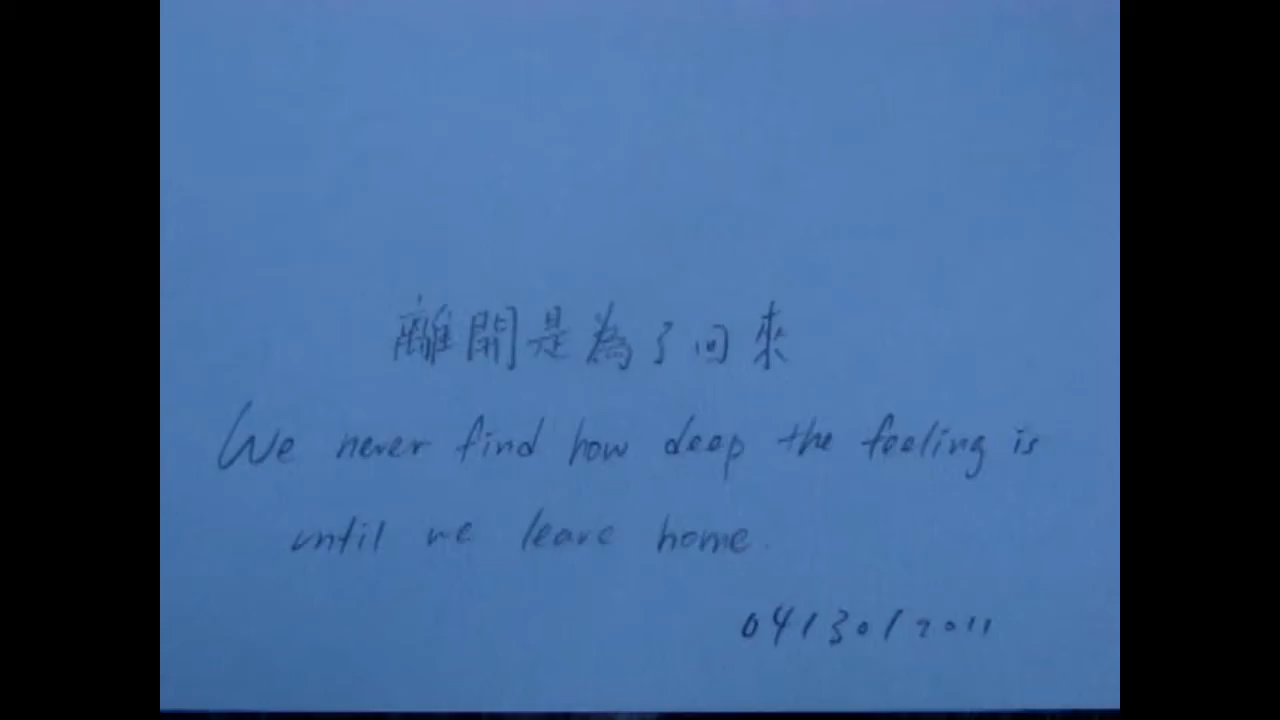 離開是為了回來
We never find how deep the feeling is
until we leave home.
04/30/2011